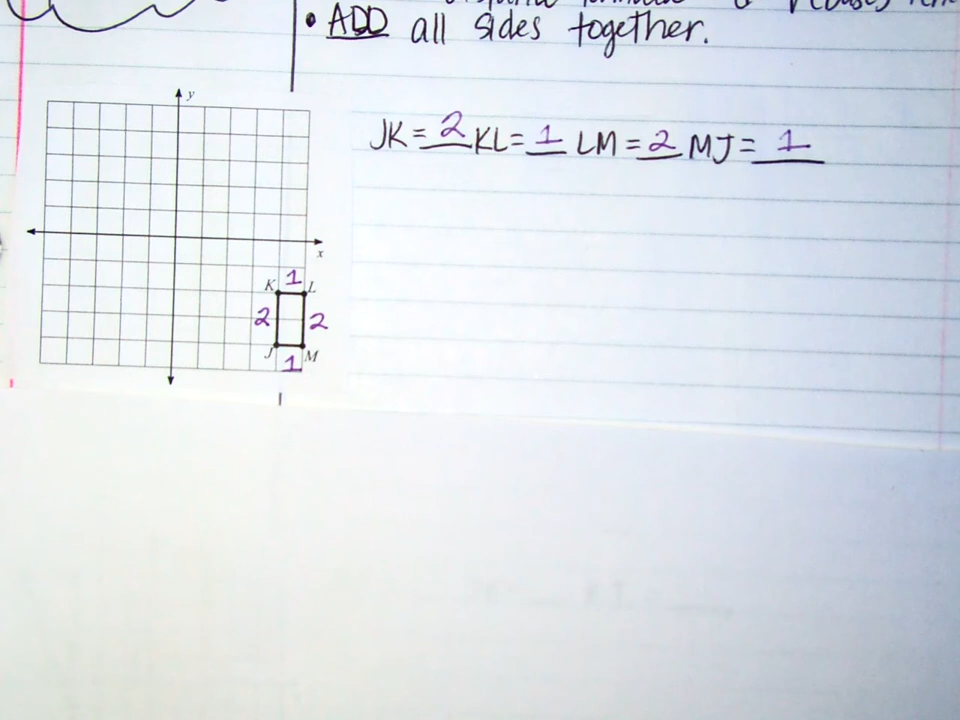 • ADD all sides together.
y
JK = 2 KL = 1 LM = 2 MJ = 1
x
K 1 L
2 2
J 1 M